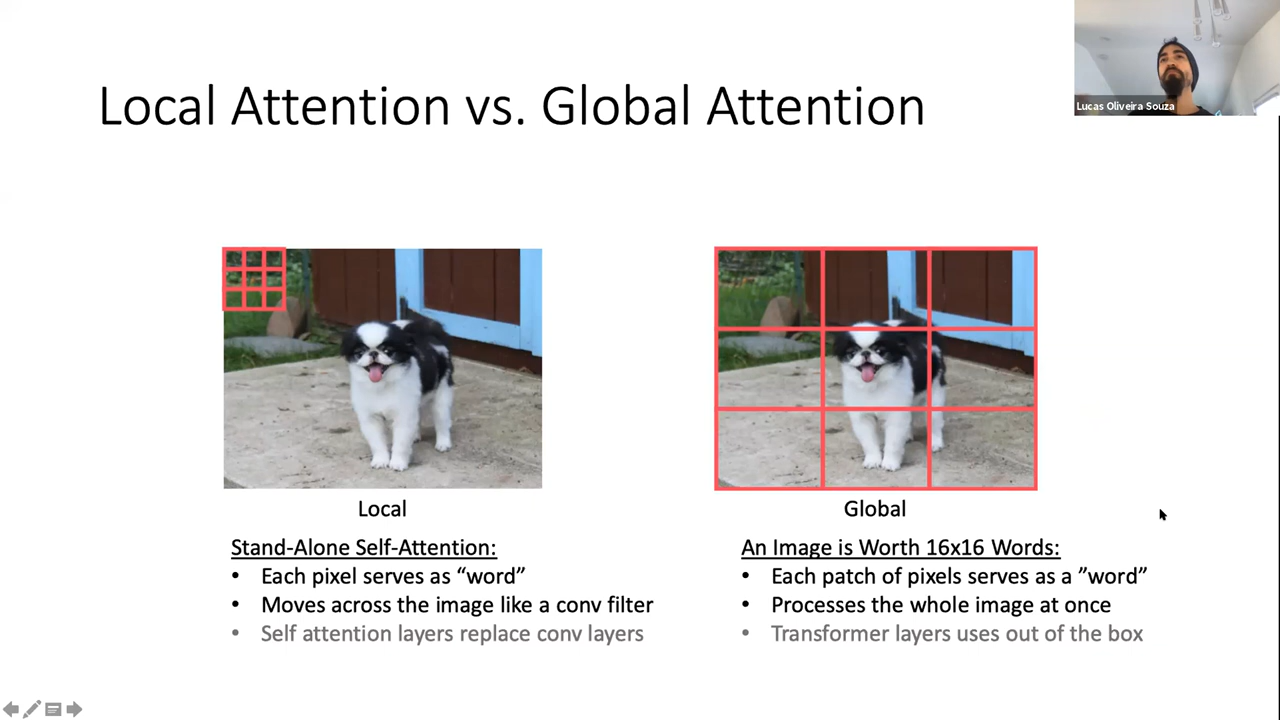 Local Attention vs. Global Attention
Lucas Oliveira Souza
Local
Stand-Alone Self-Attention:
• Each pixel serves as “word”
• Moves across the image like a conv filter
• Self attention layers replace conv layers
Global
An Image is Worth 16x16 Words:
• Each patch of pixels serves as a ”word”
• Processes the whole image at once
• Transformer layers uses out of the box